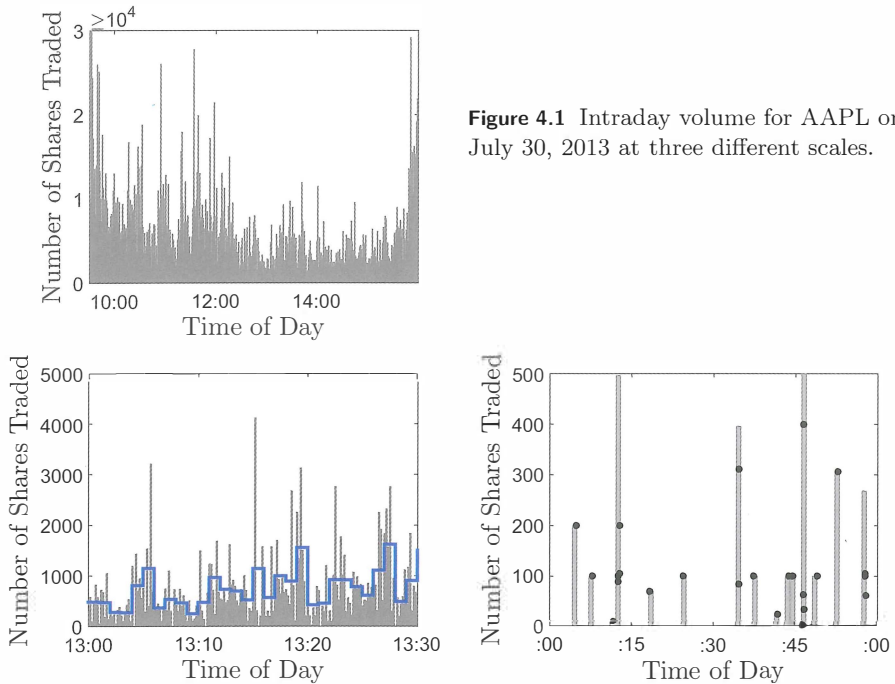 >10⁴
3
2
1
0
Number of Shares Traded
10:00 12:00 14:00
Time of Day
Figure 4.1 Intraday volume for AAPL on
July 30, 2013 at three different scales.
5000
4000
3000
2000
1000
0
Number of Shares Traded
13:00 13:10 13:20 13:30
Time of Day
500
400
300
200
100
0
Number of Shares Traded
:00 :15 :30 :45 :00
Time of Day